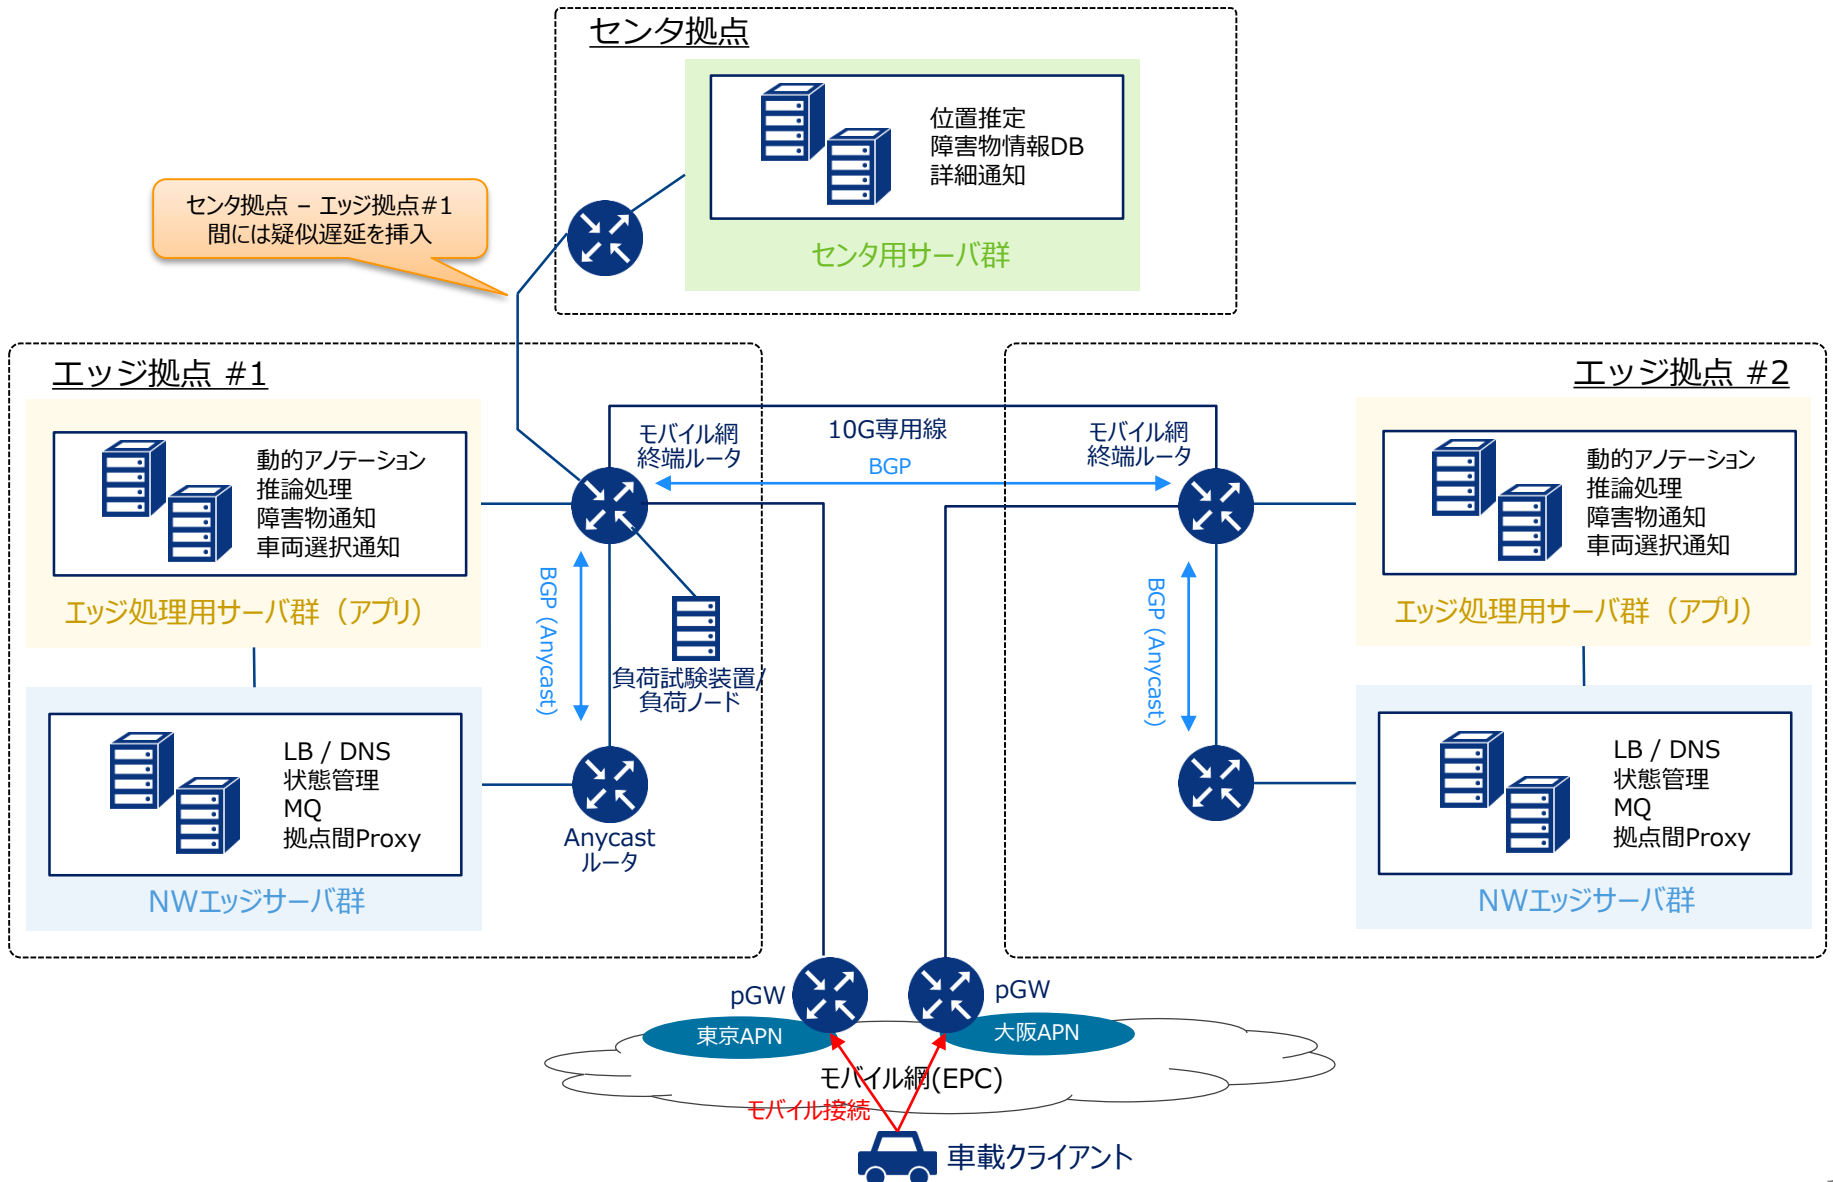 センタ拠点
位置推定
障害物情報DB
詳細通知
センタ用サーバ群
センタ拠点 – エッジ拠点#1
間には疑似遅延を挿入
エッジ拠点 #1
動的アノテーション
推論処理
障害物通知
車両選択通知
エッジ処理用サーバ群（アプリ）
LB / DNS
状態管理
MQ
拠点間Proxy
NWエッジサーバ群
モバイル網
終端ルータ
BGP (Anycast)
負荷試験装置/
負荷ノード
Anycast
ルータ
10G専用線
BGP
エッジ拠点 #2
モバイル網
終端ルータ
BGP (Anycast)
動的アノテーション
推論処理
障害物通知
車両選択通知
エッジ処理用サーバ群（アプリ）
LB / DNS
状態管理
MQ
拠点間Proxy
NWエッジサーバ群
pGW
pGW
東京APN
大阪APN
モバイル網(EPC)
モバイル接続
車載クライアント